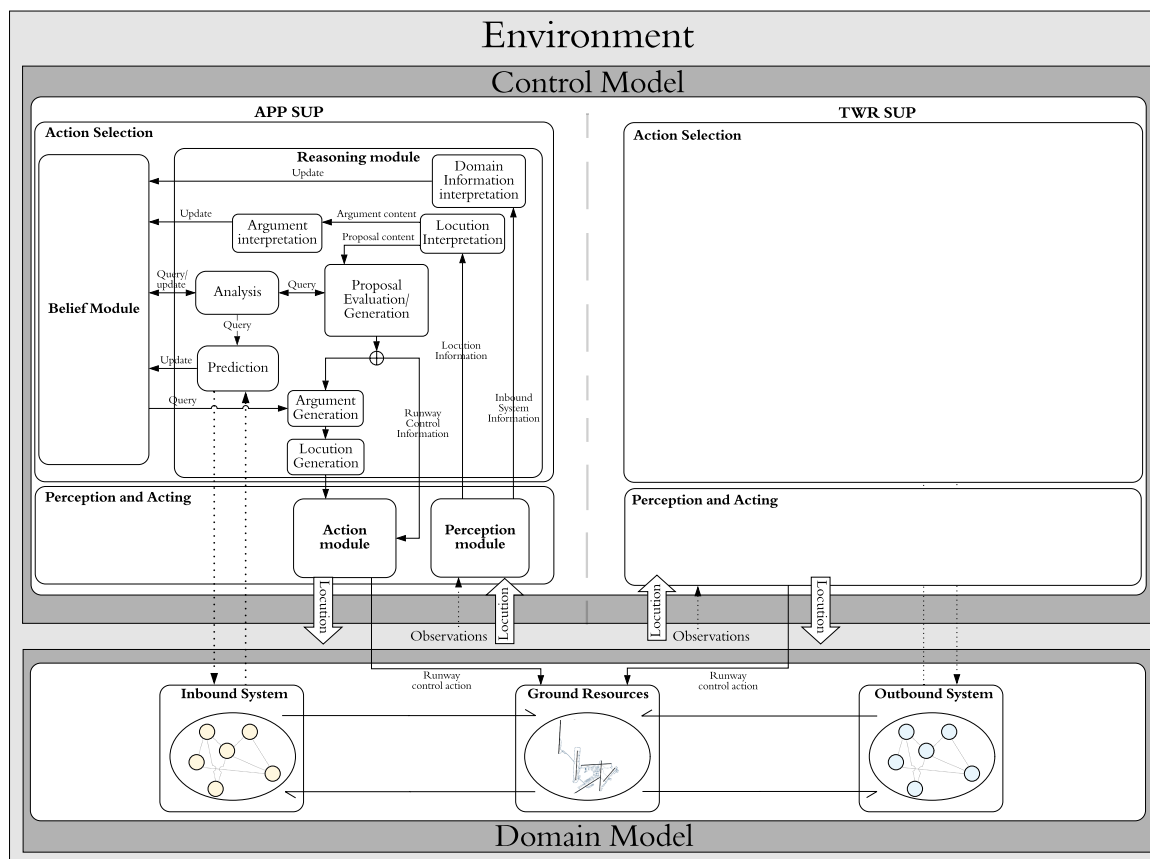 Environment
Control Model
APP SUP
TWR SUP
Action Selection
Action Selection
Reasoning module
Update
Domain
Information
interpretation
Update
Argument
interpretation
Argument content
Locution
Interpretation
Proposal content
Query/
update
Analysis
Query
Proposal
Evaluation/
Generation
Belief Module
Query
Locution
Information
Update
Prediction
Query
Argument
Generation
Runway
Control
Information
Inbound
System
Information
Locution
Generation
Perception and Acting
Perception and Acting
Action
module
Perception
module
Locution
Locution
Locution
Locution
Observations
Observations
Runway
control action
Runway
control action
Inbound System
Ground Resources
Outbound System
Domain Model